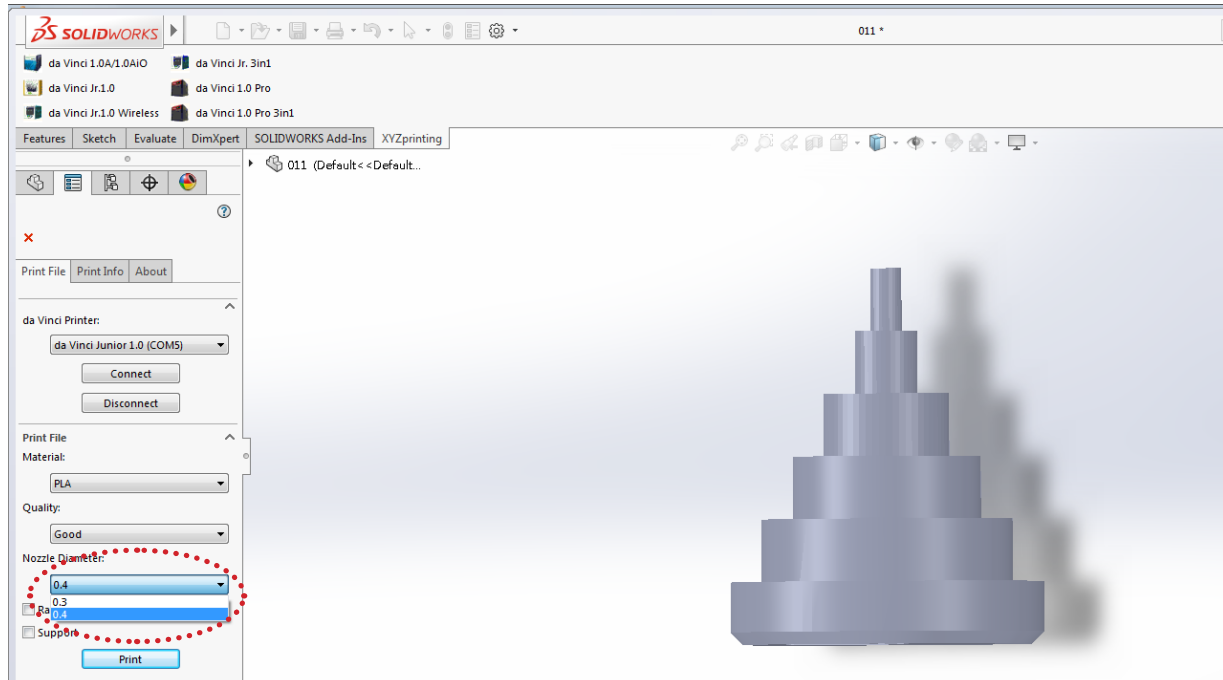 SOLIDWORKS
011 *
da Vinci 1.0A/1.0AiO da Vinci Jr. 3in1
da Vinci Jr.1.0 da Vinci 1.0 Pro
da Vinci Jr.1.0 Wireless da Vinci 1.0 Pro 3in1
Features Sketch Evaluate DimXpert SOLIDWORKS Add-Ins XYZprinting
011 (Default<<Default...
Print File Print Info About
da Vinci Printer:
da Vinci Junior 1.0 (COM5)
Connect
Disconnect
Print File
Material:
PLA
Quality:
Good
Nozzle Diameter:
0.4
0.3
0.4
Support
Print